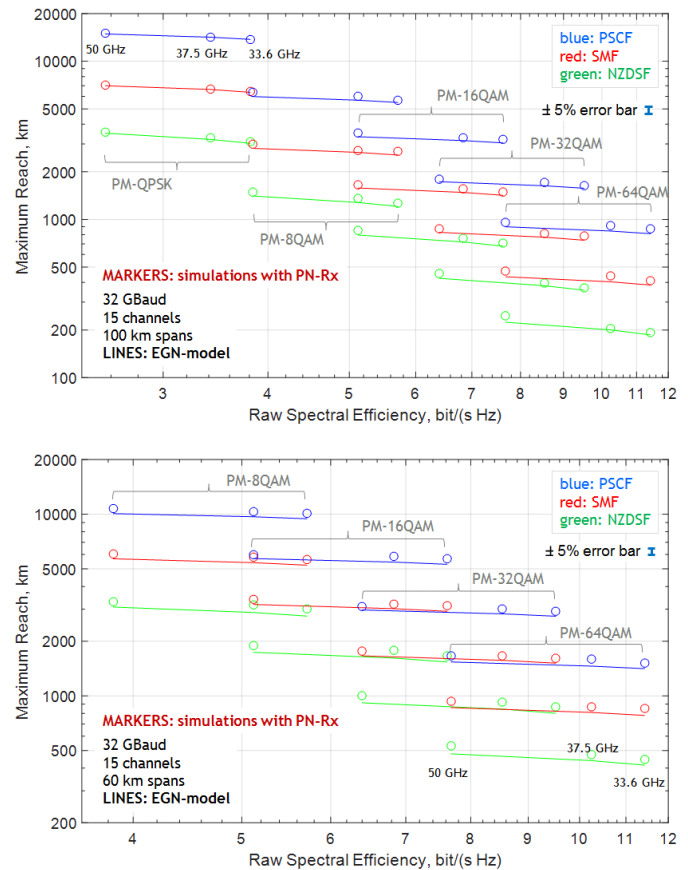 20000
10000
5000
2000
1000
500
200
100
Maximum Reach, km
50 GHz
37.5 GHz
33.6 GHz
blue: PSCF
red: SMF
green: NZDSF
± 5% error bar
PM-16QAM
PM-32QAM
PM-64QAM
PM-QPSK
PM-8QAM
MARKERS: simulations with PN-Rx
32 GBaud
15 channels
100 km spans
LINES: EGN-model
3 4 5 6 7 8 9 10 11 12
Raw Spectral Efficiency, bit/(s Hz)
20000
10000
5000
2000
1000
500
200
Maximum Reach, km
PM-8QAM
PM-16QAM
PM-32QAM
PM-64QAM
blue: PSCF
red: SMF
green: NZDSF
± 5% error bar
MARKERS: simulations with PN-Rx
32 GBaud
15 channels
60 km spans
LINES: EGN-model
50 GHz
37.5 GHz
33.6 GHz
4 5 6 7 8 9 10 11 12
Raw Spectral Efficiency, bit/(s Hz)